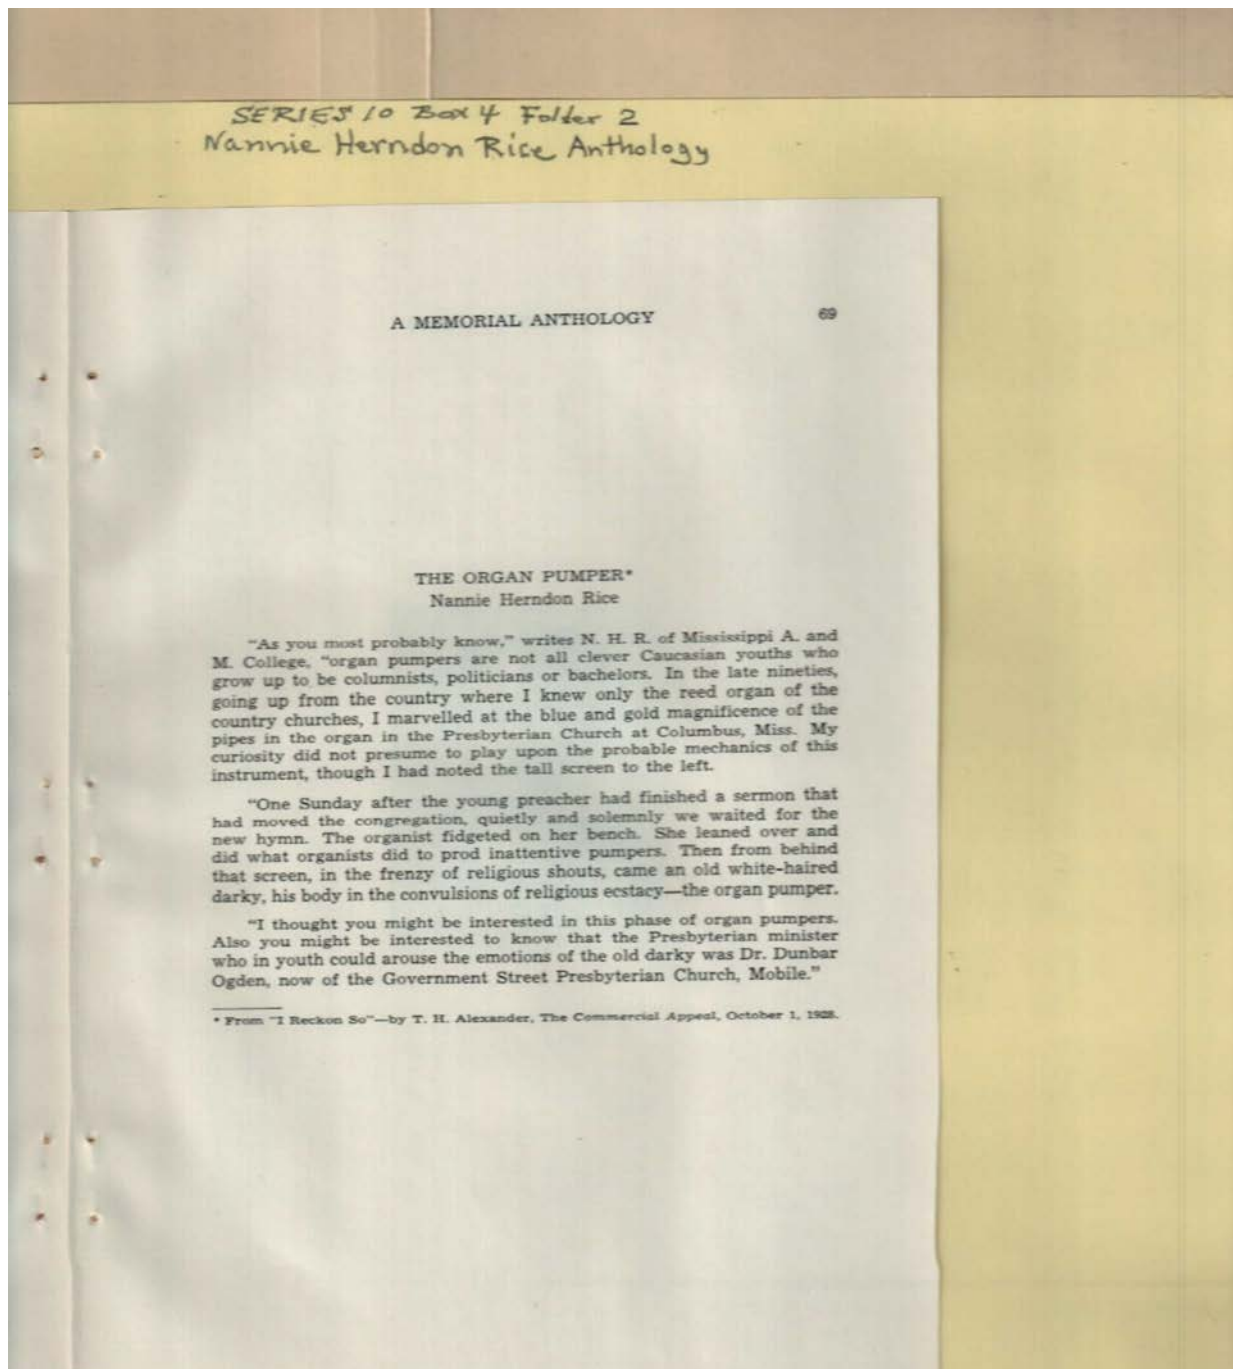 SERIES 10 Box 4 Folder 2
Nannie Herndon Rice Anthology
A MEMORIAL ANTHOLOGY 69
THE ORGAN PUMPER*
Nannie Herndon Rice
“As you most probably know,” writes N. H. R. of Mississippi A. and
M. College, “organ pumpers are not all clever Caucasian youths who
grow up to be columnists, politicians or bachelors. In the late nineties,
going up from the country where I knew only the reed organ of the
country churches, I marvelled at the blue and gold magnificence of the
pipes in the organ in the Presbyterian Church at Columbus, Miss. My
curiosity did not presume to play upon the probable mechanics of this
instrument, though I had noted the tall screen to the left.
“One Sunday after the young preacher had finished a sermon that
had moved the congregation, quietly and solemnly we waited for the
new hymn. The organist fidgeted on her bench. She leaned over and
did what organists did to prod inattentive pumpers. Then from behind
that screen, in the frenzy of religious shouts, came an old white-haired
darky, his body in the convulsions of religious ecstacy—the organ pumper.
“I thought you might be interested in this phase of organ pumpers.
Also you might be interested to know that the Presbyterian minister
who in youth could arouse the emotions of the old darky was Dr. Dunbar
Ogden, now of the Government Street Presbyterian Church, Mobile.”
* From “I Reckon So”—by T. H. Alexander, The Commercial Appeal, October 1, 1928.